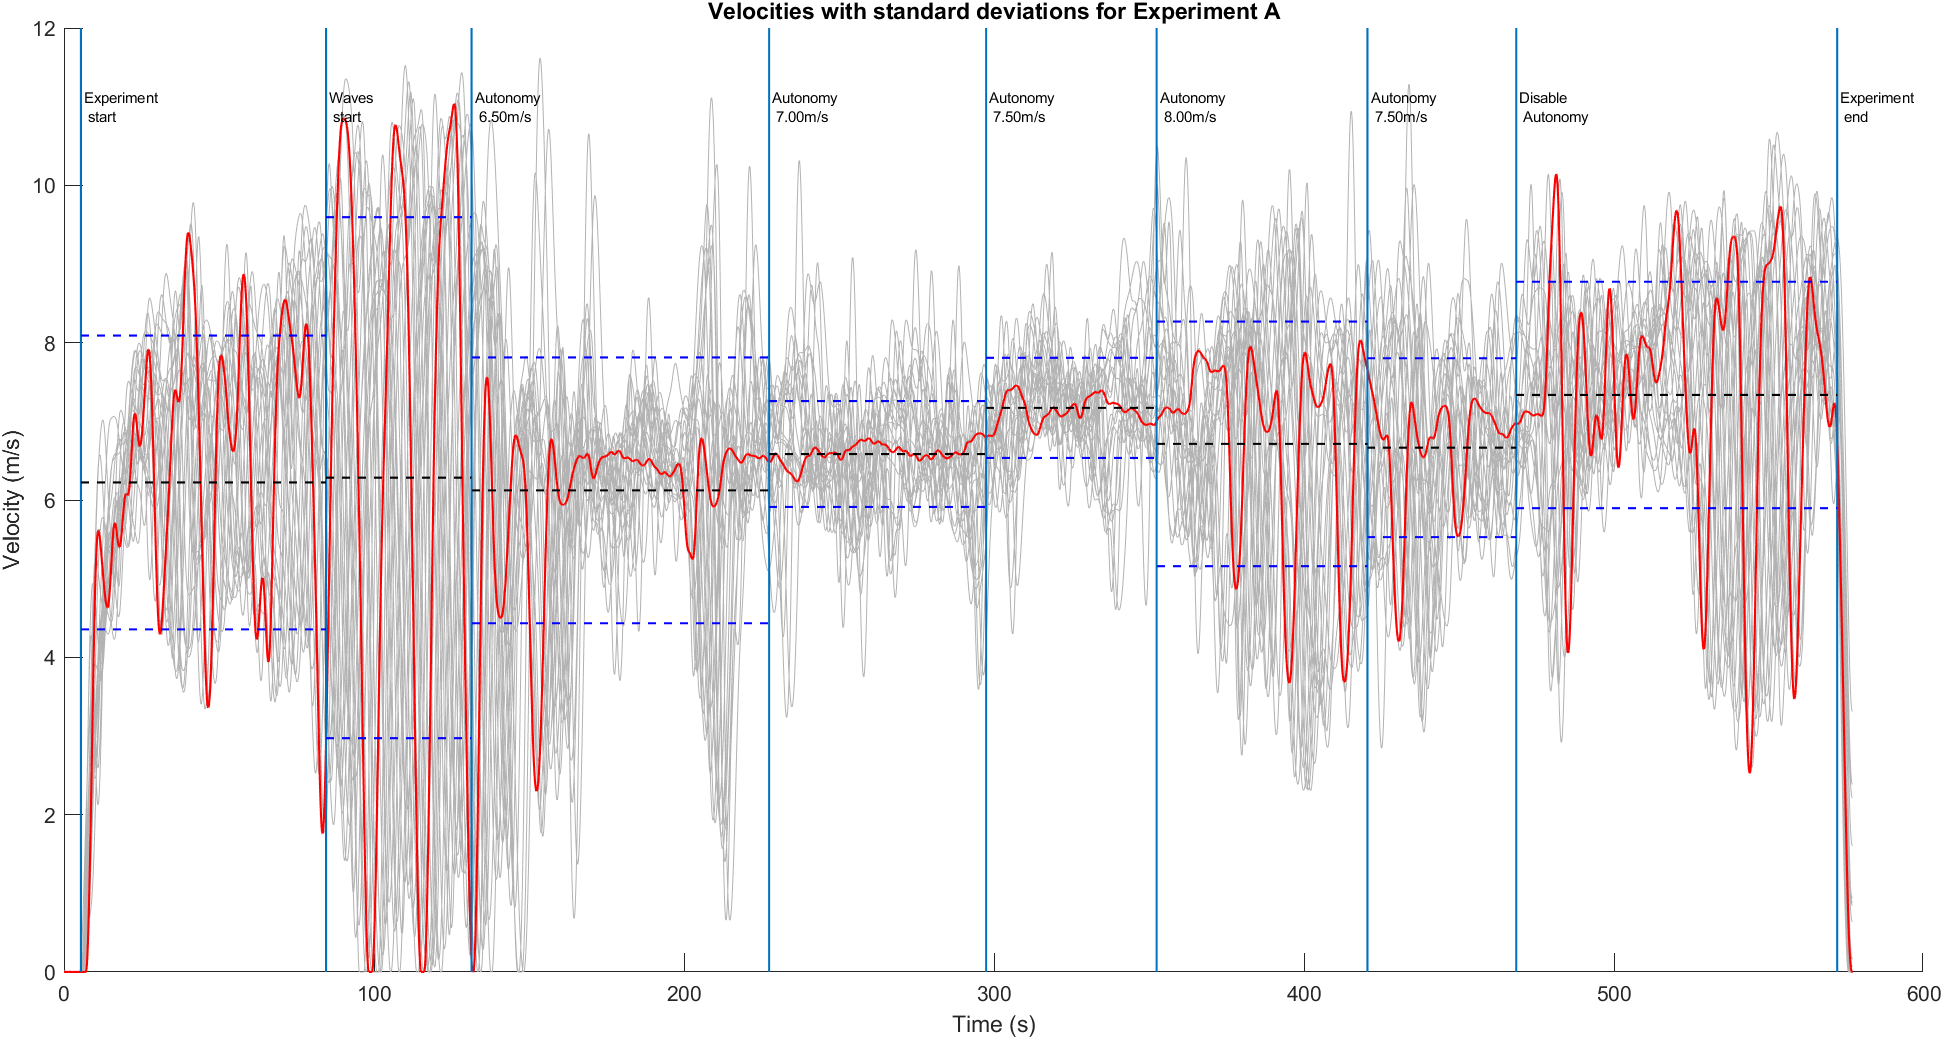 Velocities with standard deviations for Experiment A
12
10
8
6
4
2
0
Velocity (m/s)
Experiment
start
Waves
start
Autonomy
6.50m/s
Autonomy
7.00m/s
Autonomy
7.50m/s
Autonomy
8.00m/s
Autonomy
7.50m/s
Disable
Autonomy
Experiment
end
0 100 200 300 400 500 600
Time (s)